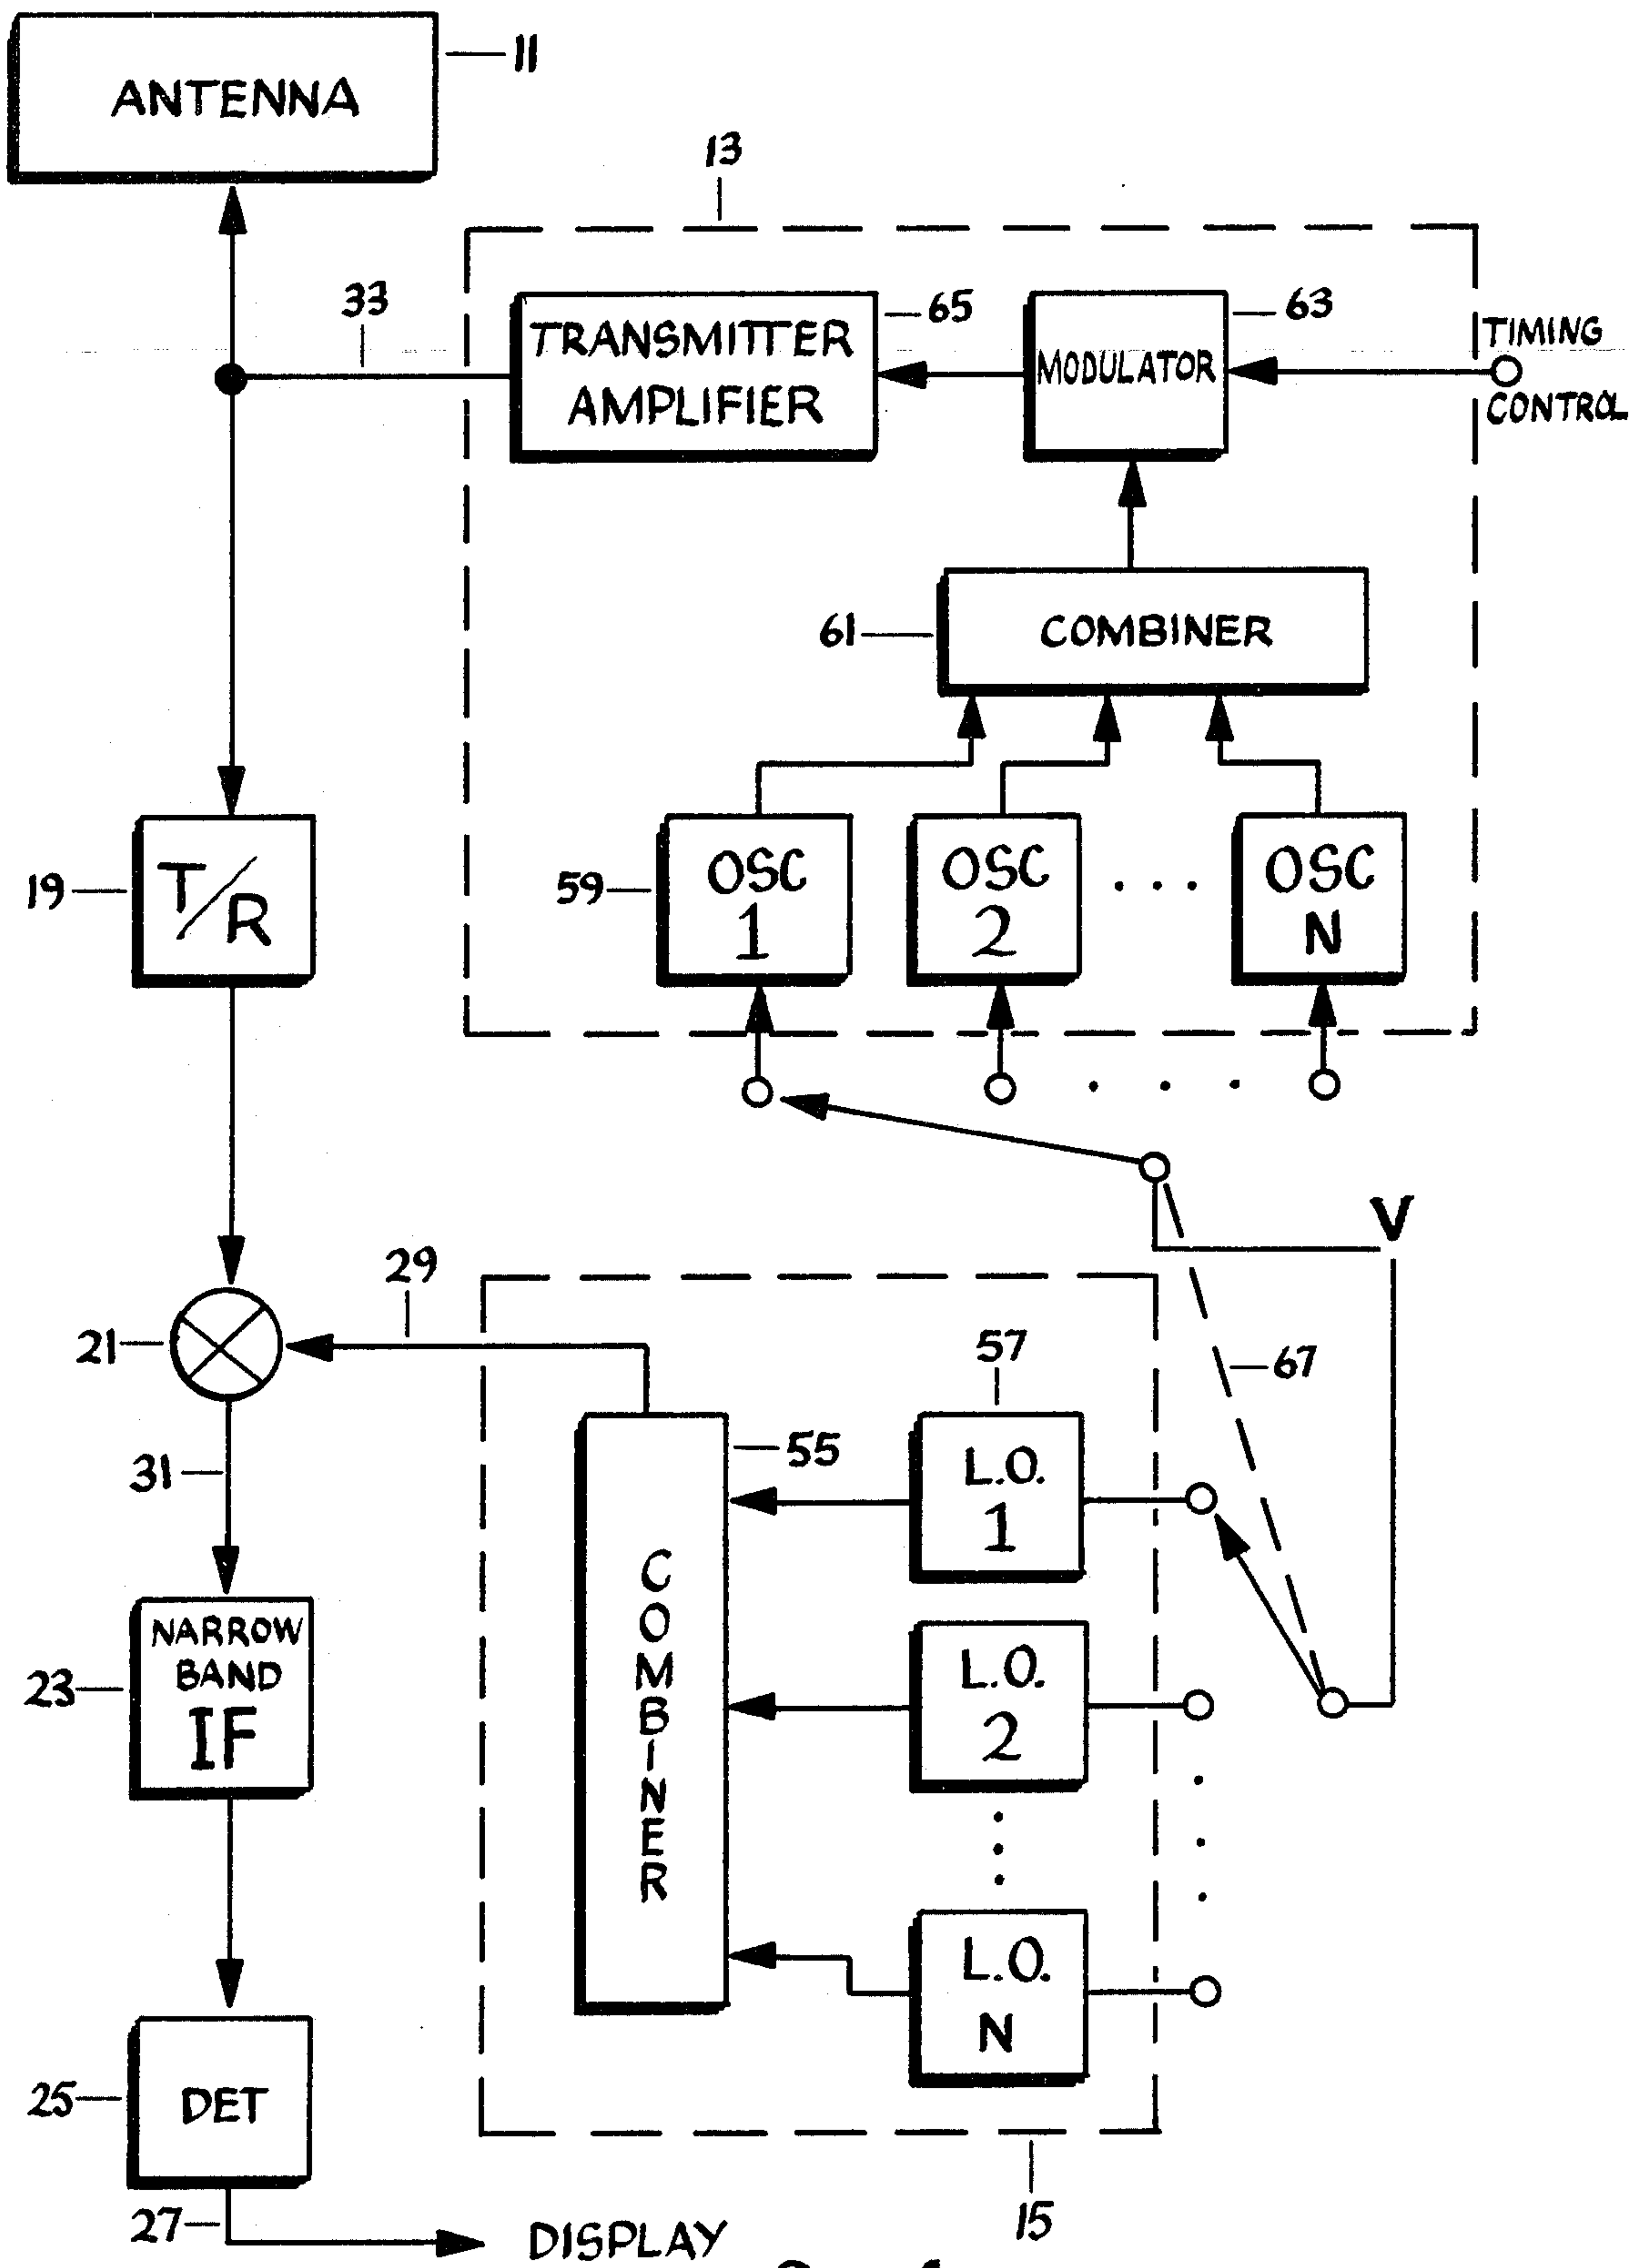 11
ANTENNA
13
33
TRANSMITTER
AMPLIFIER
65
MODULATOR
63
TIMING
CONTROL
61
COMBINER
19
T/R
59
OSC
1
OSC
2
...
OSC
N
. . .
V
29
21
57
67
55
L.O.
1
31
COMBINER
NARROW
BAND
IF
23
L.O.
2
L.O.
N
25
DET
27
DISPLAY
15